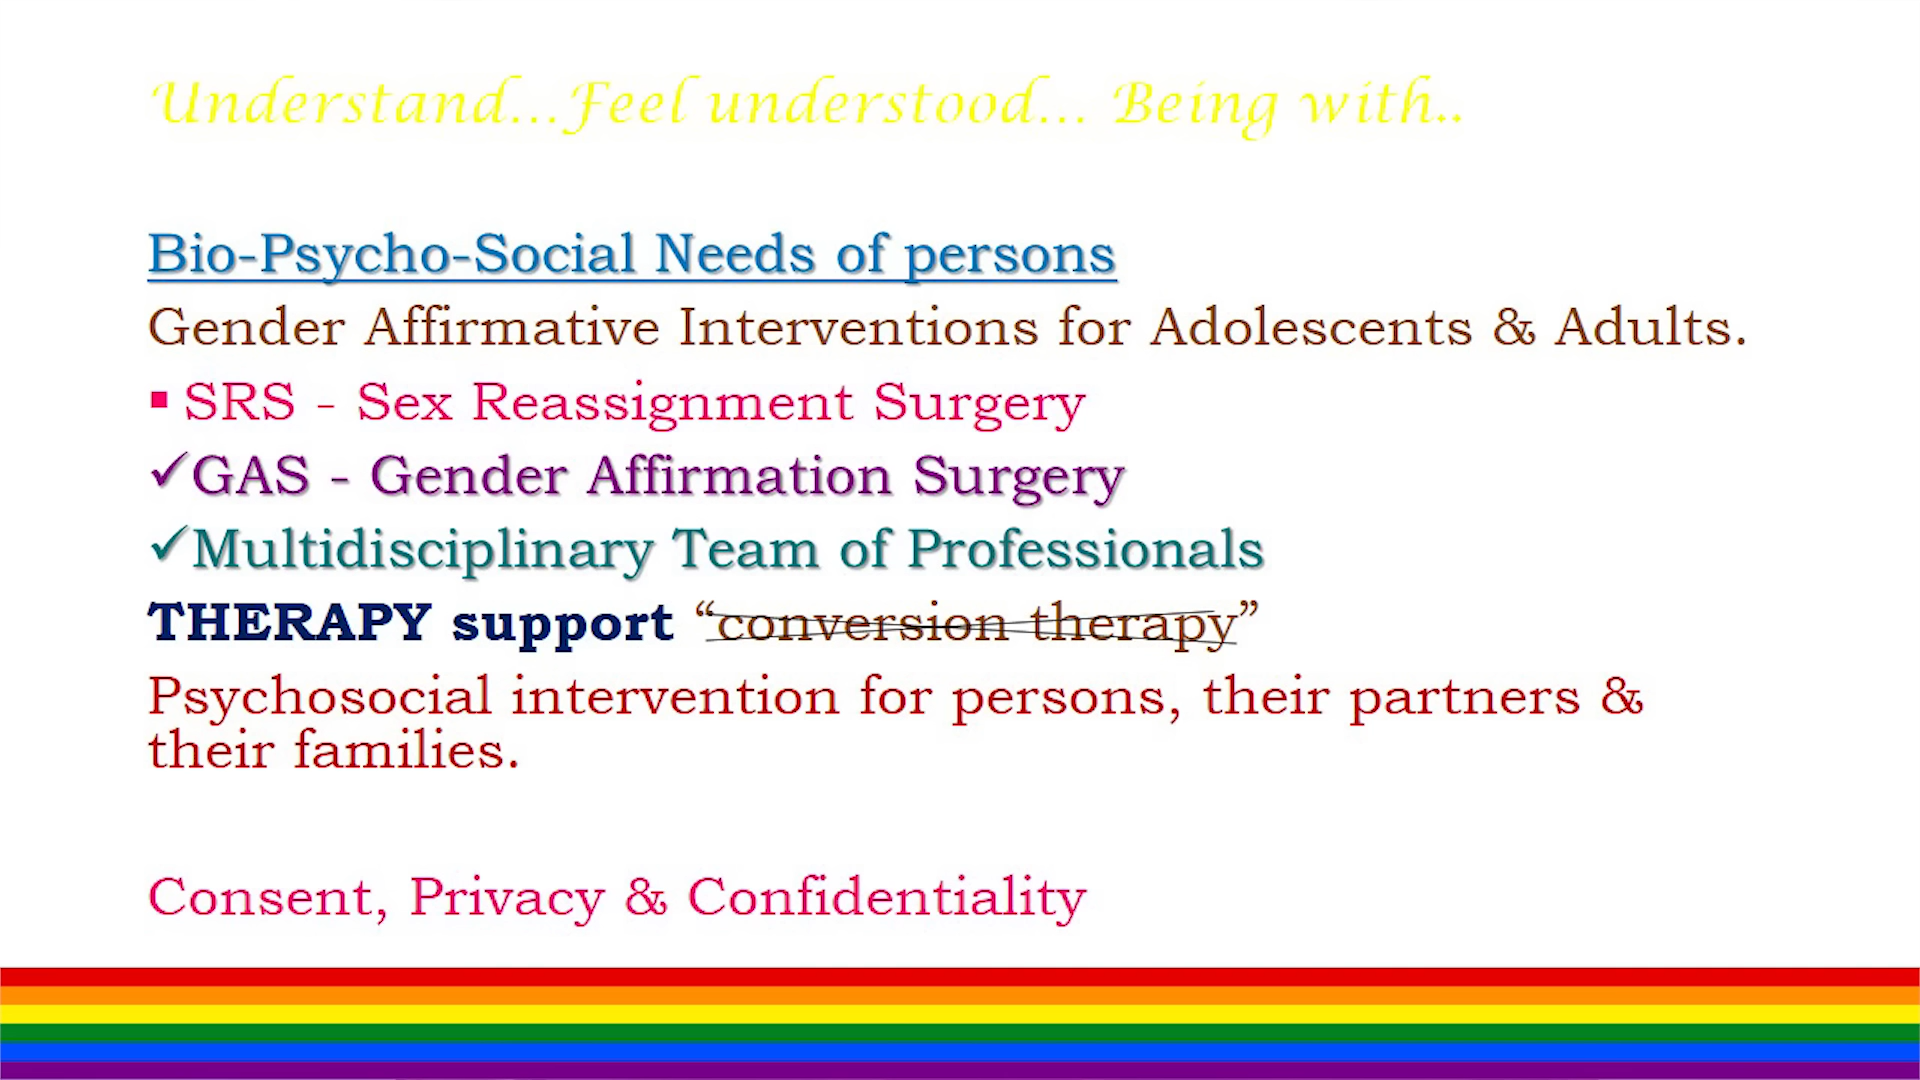 Understand...Feel understood... Being with..
Bio-Psycho-Social Needs of persons
Gender Affirmative Interventions for Adolescents & Adults.
▪ SRS - Sex Reassignment Surgery
✓GAS - Gender Affirmation Surgery
✓Multidisciplinary Team of Professionals
THERAPY support “conversion therapy”
Psychosocial intervention for persons, their partners &
their families.
Consent, Privacy & Confidentiality